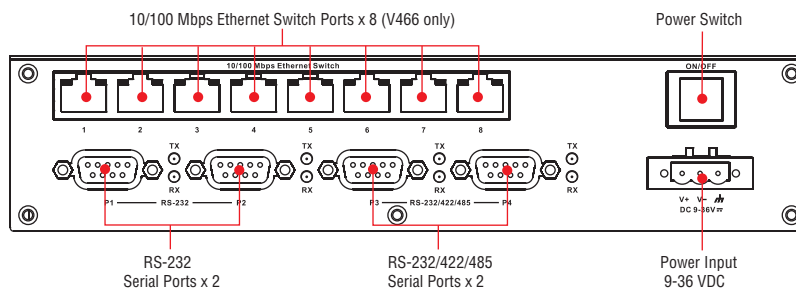 10/100 Mbps Ethernet Switch Ports x 8 (V466 only)
Power Switch
10/100 Mbps Ethernet Switch
ON/OFF
1 2 3 4 5 6 7 8
TX TX TX TX
RX RX RX RX
P1 RS-232 P2 P3 RS-232/422/485 P4
V+ V-
DC 9-36V
RS-232
Serial Ports x 2
RS-232/422/485
Serial Ports x 2
Power Input
9-36 VDC